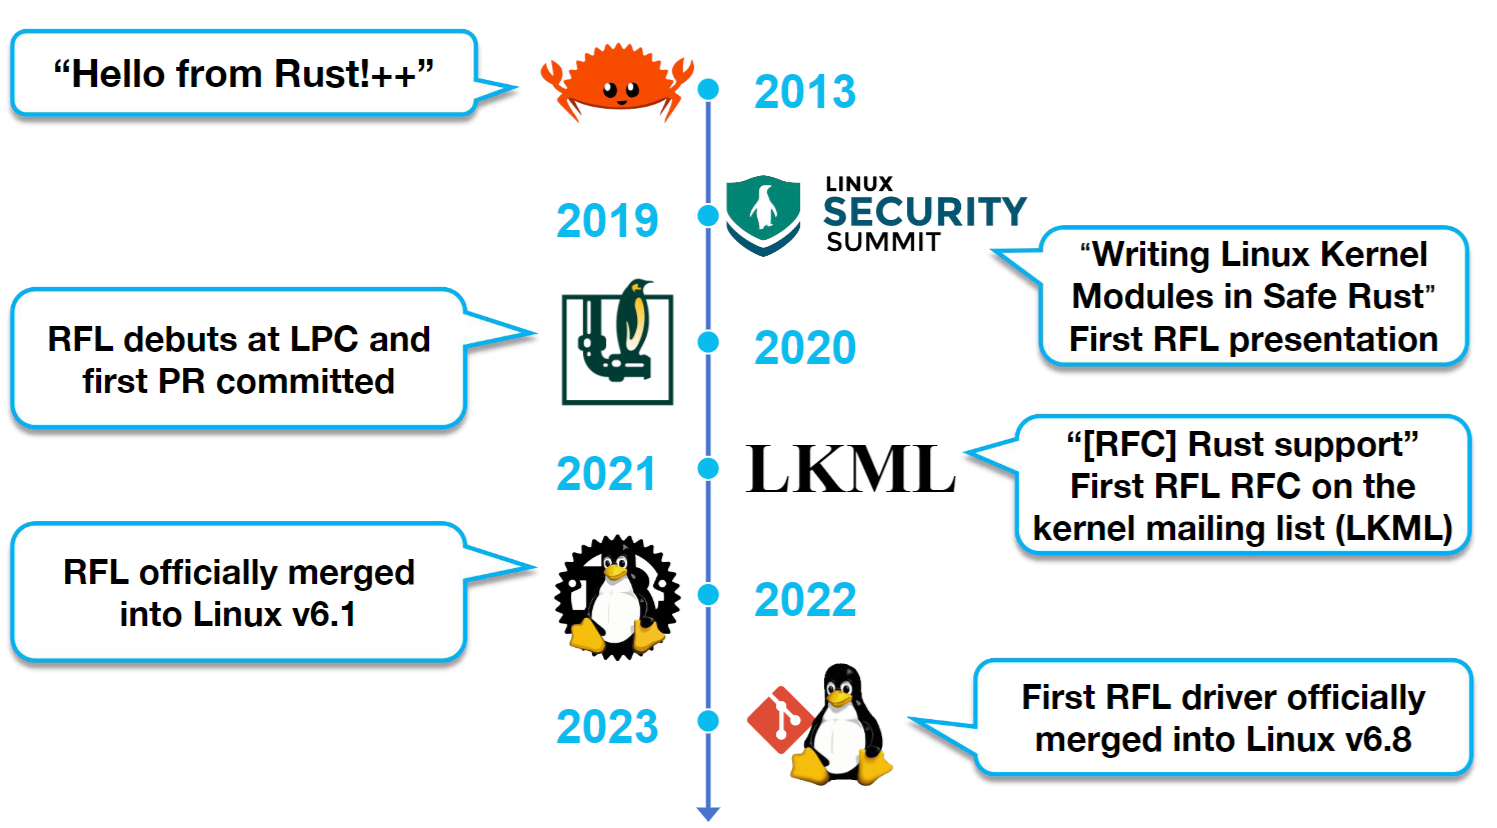 “Hello from Rust!++”
2013
2019
LINUX
SECURITY
SUMMIT
“Writing Linux Kernel
Modules in Safe Rust”
First RFL presentation
RFL debuts at LPC and
first PR committed
2020
2021
LKML
“[RFC] Rust support”
First RFL RFC on the
kernel mailing list (LKML)
RFL officially merged
into Linux v6.1
2022
2023
First RFL driver officially
merged into Linux v6.8